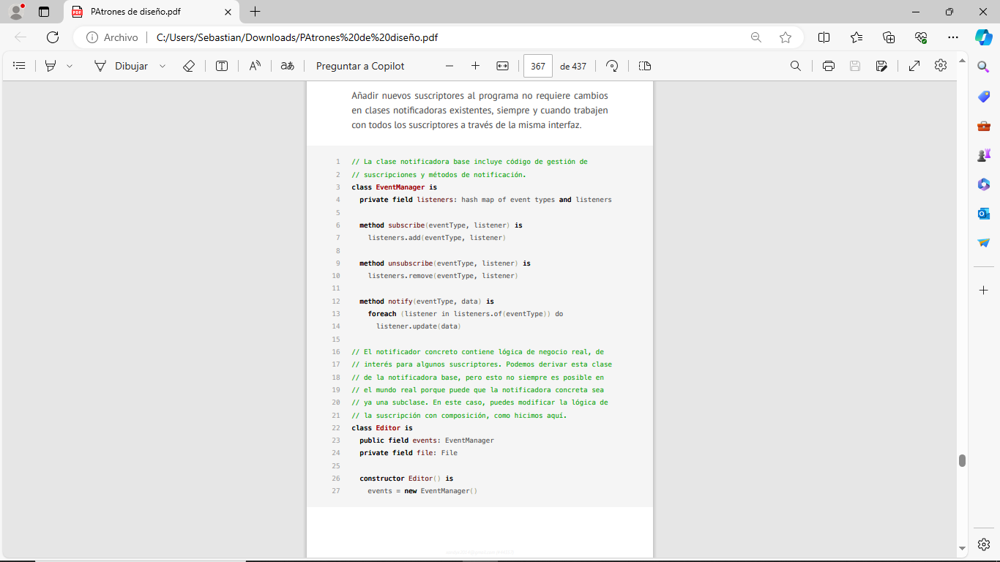 PAtrones de diseño.pdf
Archivo
C:/Users/Sebastian/Downloads/PAtrones%20de%20diseño.pdf
Dibujar
Preguntar a Copilot
367
de 437
Añadir nuevos suscriptores al programa no requiere cambios
en clases notificadoras existentes, siempre y cuando trabajen
con todos los suscriptores a través de la misma interfaz.
1 // La clase notificadora base incluye código de gestión de
2 // suscripciones y métodos de notificación.
3 class EventManager is
4 private field listeners: hash map of event types and listeners
5
6 method subscribe(eventType, listener) is
7 listeners.add(eventType, listener)
8
9 method unsubscribe(eventType, listener) is
10 listeners.remove(eventType, listener)
11
12 method notify(eventType, data) is
13 foreach (listener in listeners.of(eventType)) do
14 listener.update(data)
15
16 // El notificador concreto contiene lógica de negocio real, de
17 // interés para algunos suscriptores. Podemos derivar esta clase
18 // de la notificadora base, pero esto no siempre es posible en
19 // el mundo real porque puede que la notificadora concreta sea
20 // ya una subclase. En este caso, puedes modificar la lógica de
21 // la suscripción con composición, como hicimos aquí.
22 class Editor is
23 public field events: EventManager
24 private field file: File
25
26 constructor Editor() is
27 events = new EventManager()